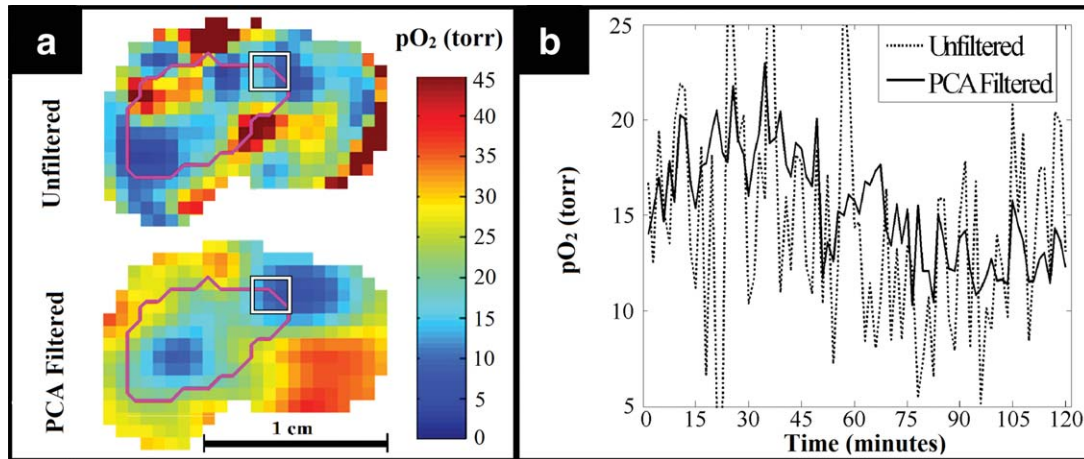 a
pO₂ (torr)
45
40
35
30
25
20
15
10
5
0
Unfiltered
PCA Filtered
1 cm
b
25
20
15
10
5
pO₂ (torr)
Unfiltered
PCA Filtered
0 15 30 45 60 75 90 105 120
Time (minutes)